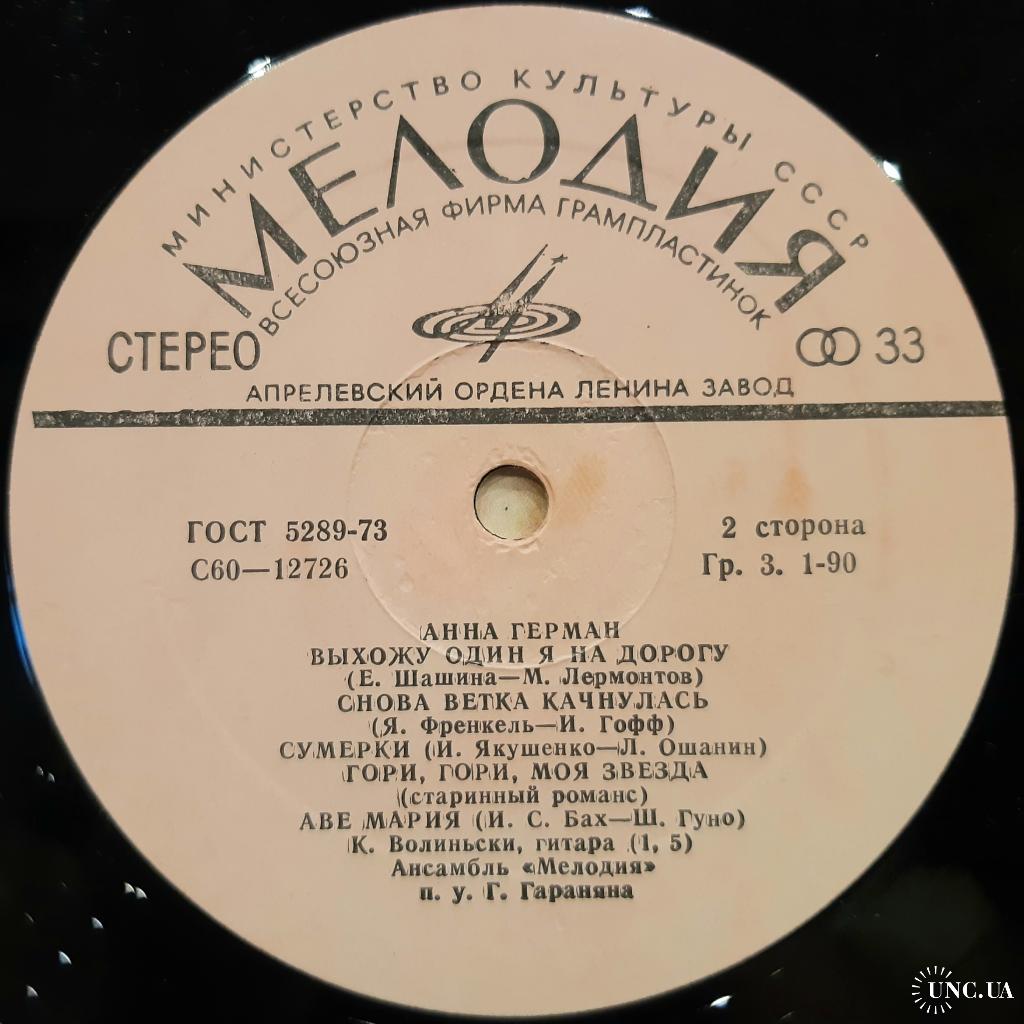 МИНИСТЕРСТВО КУЛЬТУРЫ СССР
МЕЛОДИЯ
ВСЕСОЮЗНАЯ ФИРМА ГРАМПЛАСТИНОК
СТЕРЕО
33
АПРЕЛЕВСКИЙ ОРДЕНА ЛЕНИНА ЗАВОД
ГОСТ 5289-73
2 сторона
С60—12726
Гр. 3. 1-90
АННА ГЕРМАН
ВЫХОЖУ ОДИН Я НА ДОРОГУ
(Е. Шашина—М. Лермонтов)
СНОВА ВЕТКА КАЧНУЛАСЬ
(Я. Френкель—И. Гофф)
СУМЕРКИ (И. Якушенко—Л. Ошанин)
ГОРИ, ГОРИ, МОЯ ЗВЕЗДА
(старинный романс)
АВЕ МАРИЯ (И. С. Бах—Ш. Гуно)
К. Волиньски, гитара (1, 5)
Ансамбль «Мелодия»
п. у. Г. Гараняна
UNC.UA